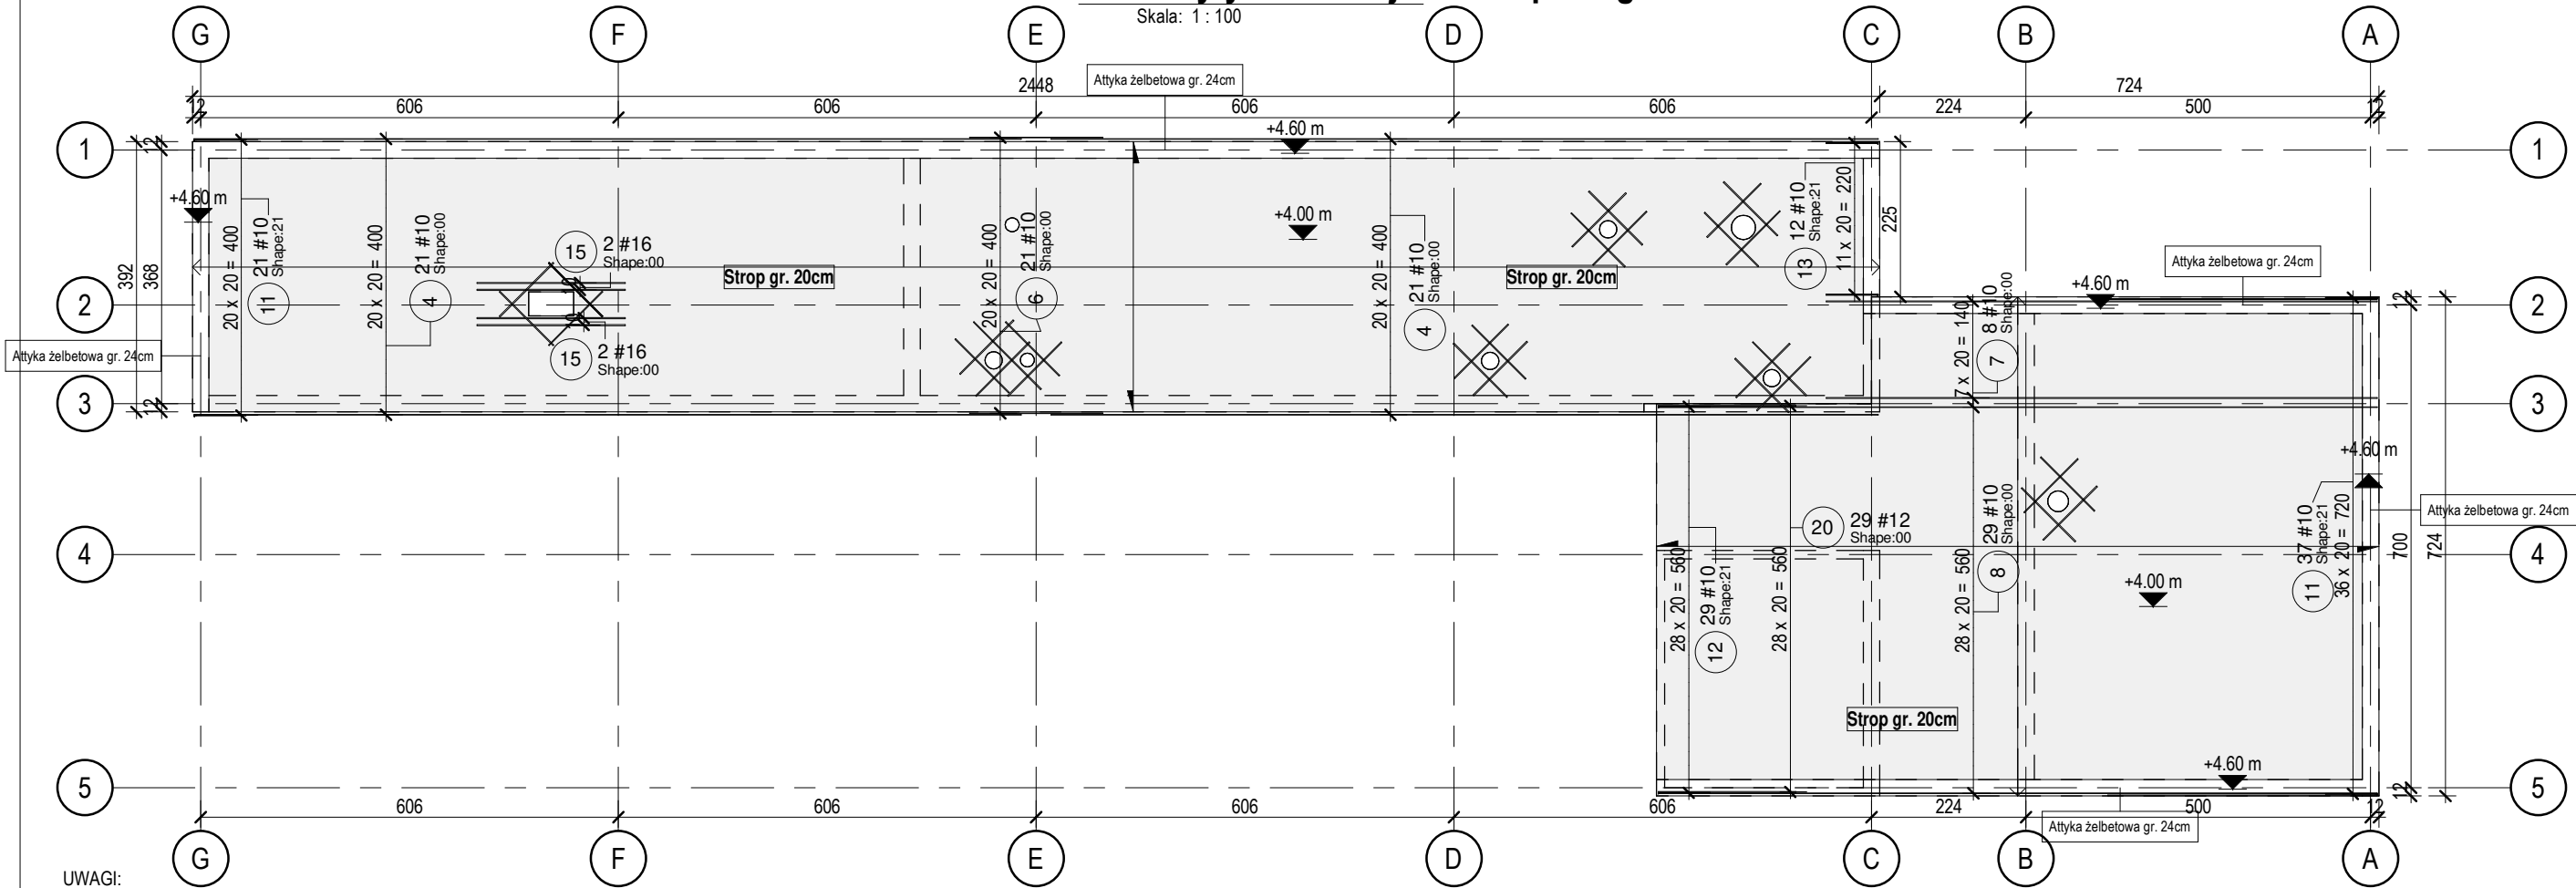 Skala: 1 : 100
G
F
E
D
C
B
A
Attyka żelbetowa gr. 24cm
2448
724
12
606
606
606
606
224
500
12
1
+4.60 m
1
12
392
368
12
+4.60 m
20 x 20 = 400
21 #10
Shape:21
11
20 x 20 = 400
21 #10
Shape:00
4
15
2 #16
Shape:00
15
2 #16
Shape:00
Strop gr. 20cm
20 x 20 = 400
21 #10
Shape:00
6
+4.00 m
20 x 20 = 400
21 #10
Shape:00
4
Strop gr. 20cm
12 #10
Shape:21
11 x 20 = 220
13
225
Attyka żelbetowa gr. 24cm
+4.60 m
2
2
12
7 x 20 = 140
8 #10
Shape:00
7
Attyka żelbetowa gr. 24cm
3
3
+4.60 m
Attyka żelbetowa gr. 24cm
28 x 20 = 560
29 #10
Shape:21
12
28 x 20 = 560
20
29 #12
Shape:00
28 x 20 = 560
29 #10
Shape:00
8
37 #10
Shape:21
36 x 20 = 720
11
700
724
4
4
+4.00 m
Strop gr. 20cm
+4.60 m
12
5
5
606
606
606
606
224
500
12
Attyka żelbetowa gr. 24cm
G
F
E
D
C
B
A
UWAGI: